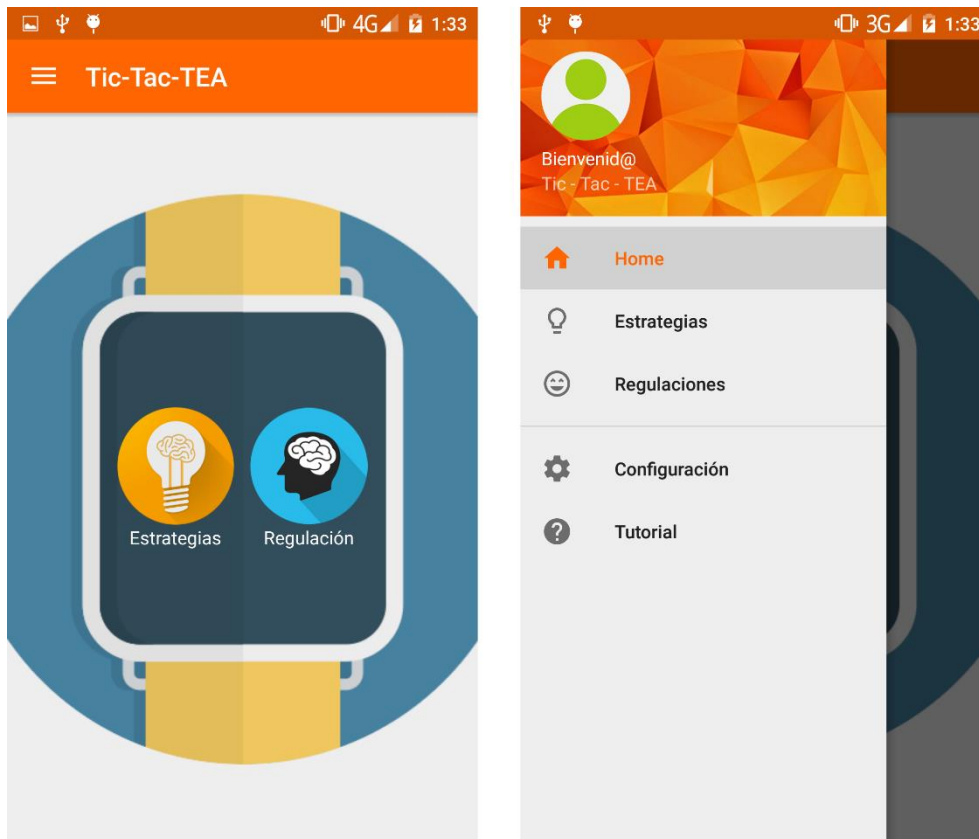 4G 1:33
Tic-Tac-TEA
Estrategias Regulación
3G 1:33
Bienvenid@
Tic - Tac - TEA
Home
Estrategias
Regulaciones
Configuración
Tutorial